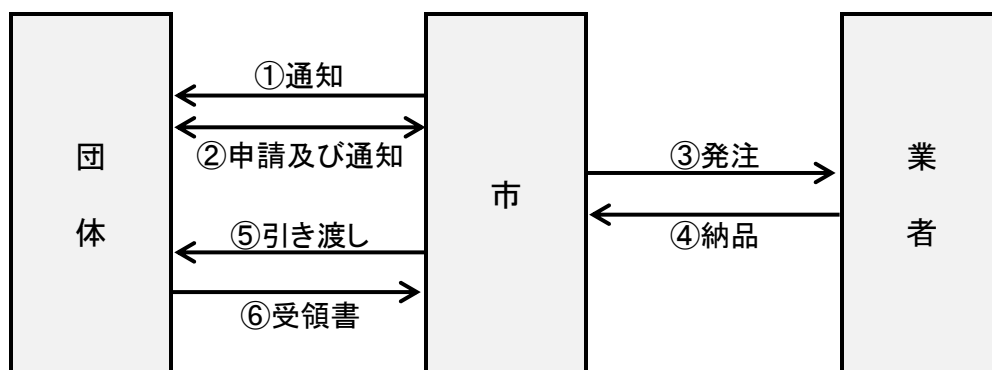 団体
①通知
②申請及び通知
⑤引き渡し
⑥受領書
市
③発注
④納品
業者